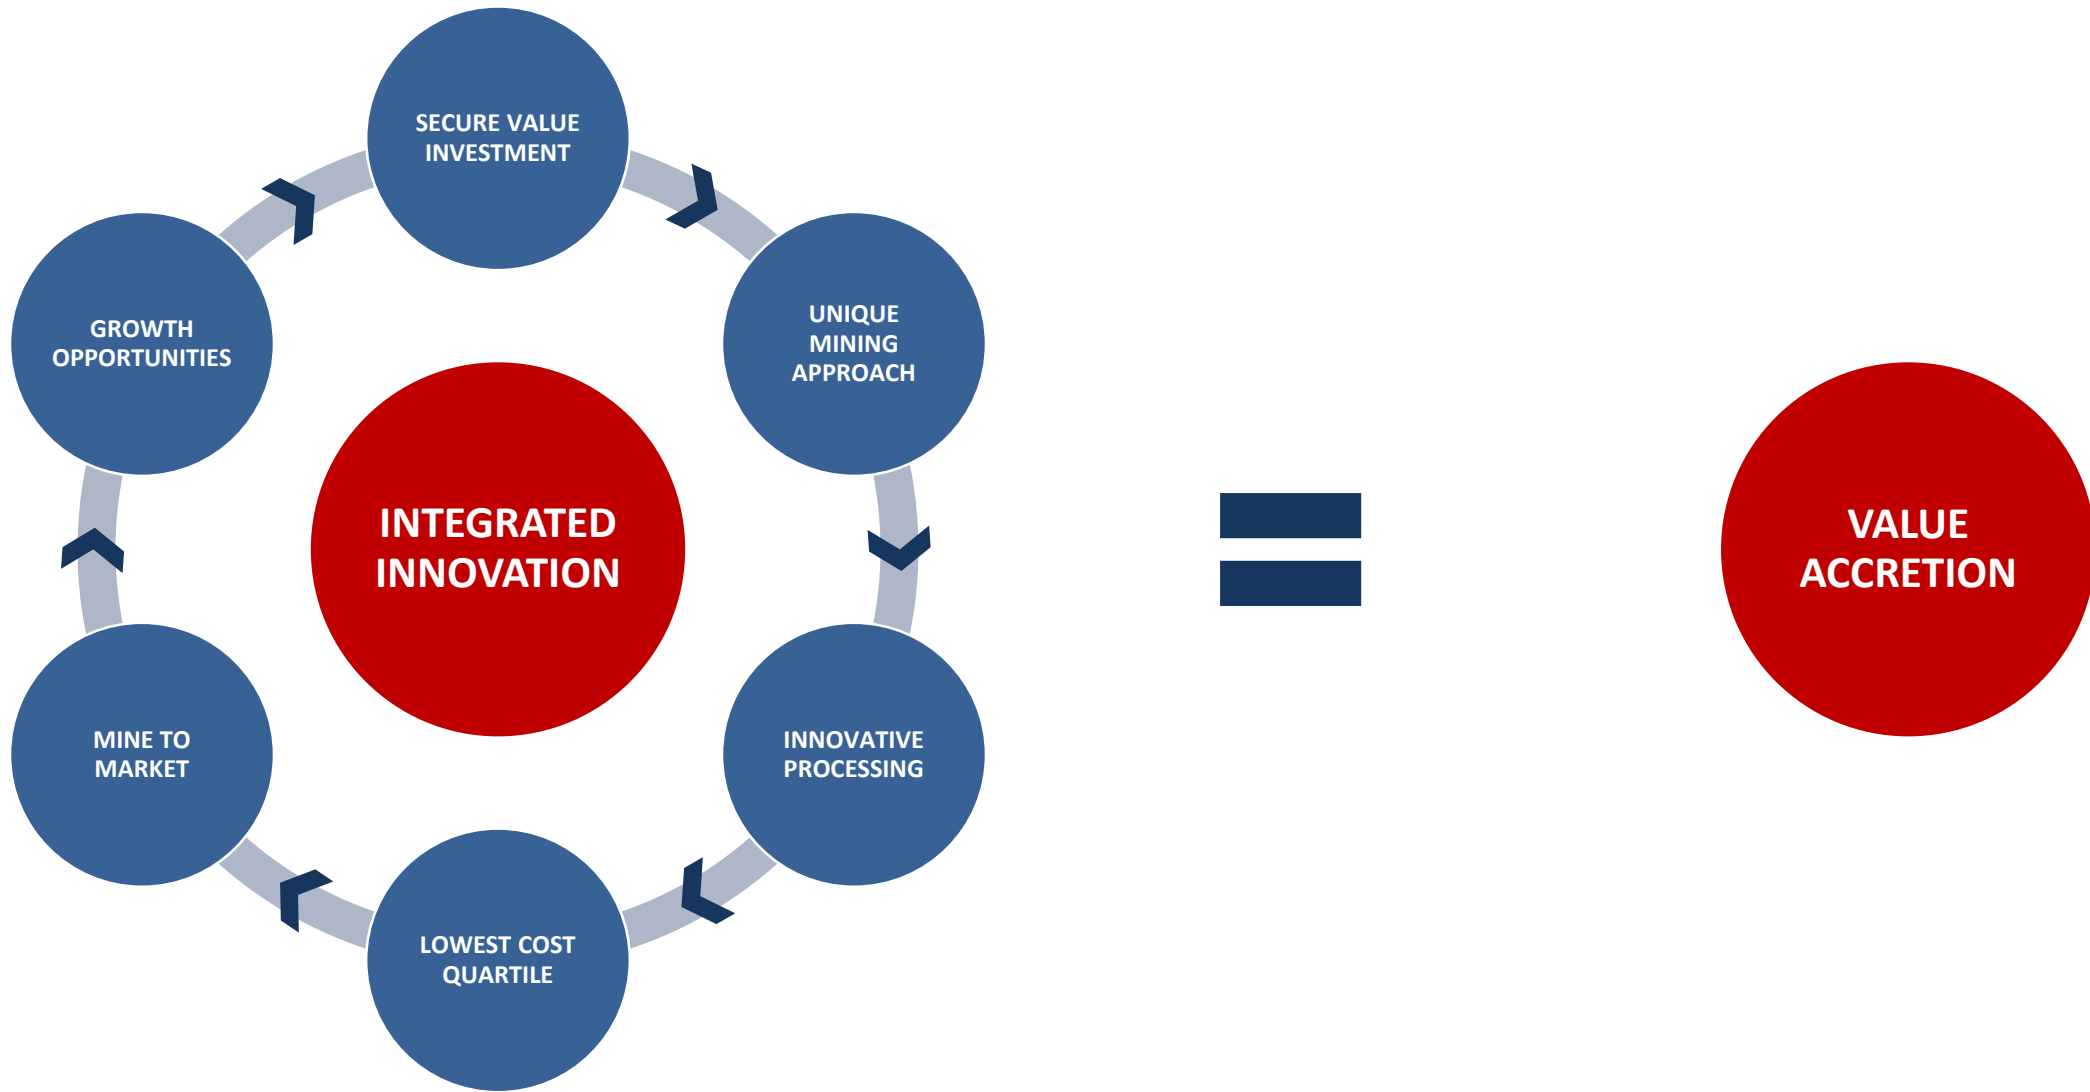 SECURE VALUE
INVESTMENT
UNIQUE
MINING
APPROACH
INNOVATIVE
PROCESSING
LOWEST COST
QUARTILE
MINE TO
MARKET
GROWTH
OPPORTUNITIES
INTEGRATED
INNOVATION
VALUE
ACCRETION